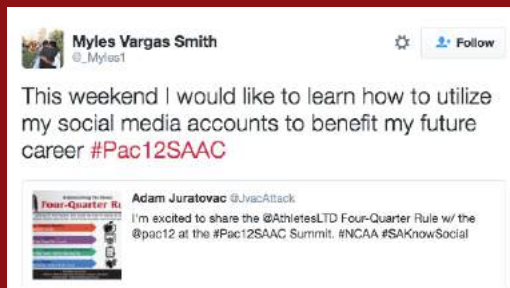 Myles Vargas Smith
@_Myles1
Follow
This weekend I would like to learn how to utilize
my social media accounts to benefit my future
career #Pac12SAAC
Adam Juratovac @JvacAttack
I'm excited to share the @AthletesLTD Four-Quarter Rule w/ the
@pac12 at the #Pac12SAAC Summit. #NCAA #SAKnowSocial
Four-Quarter Ru